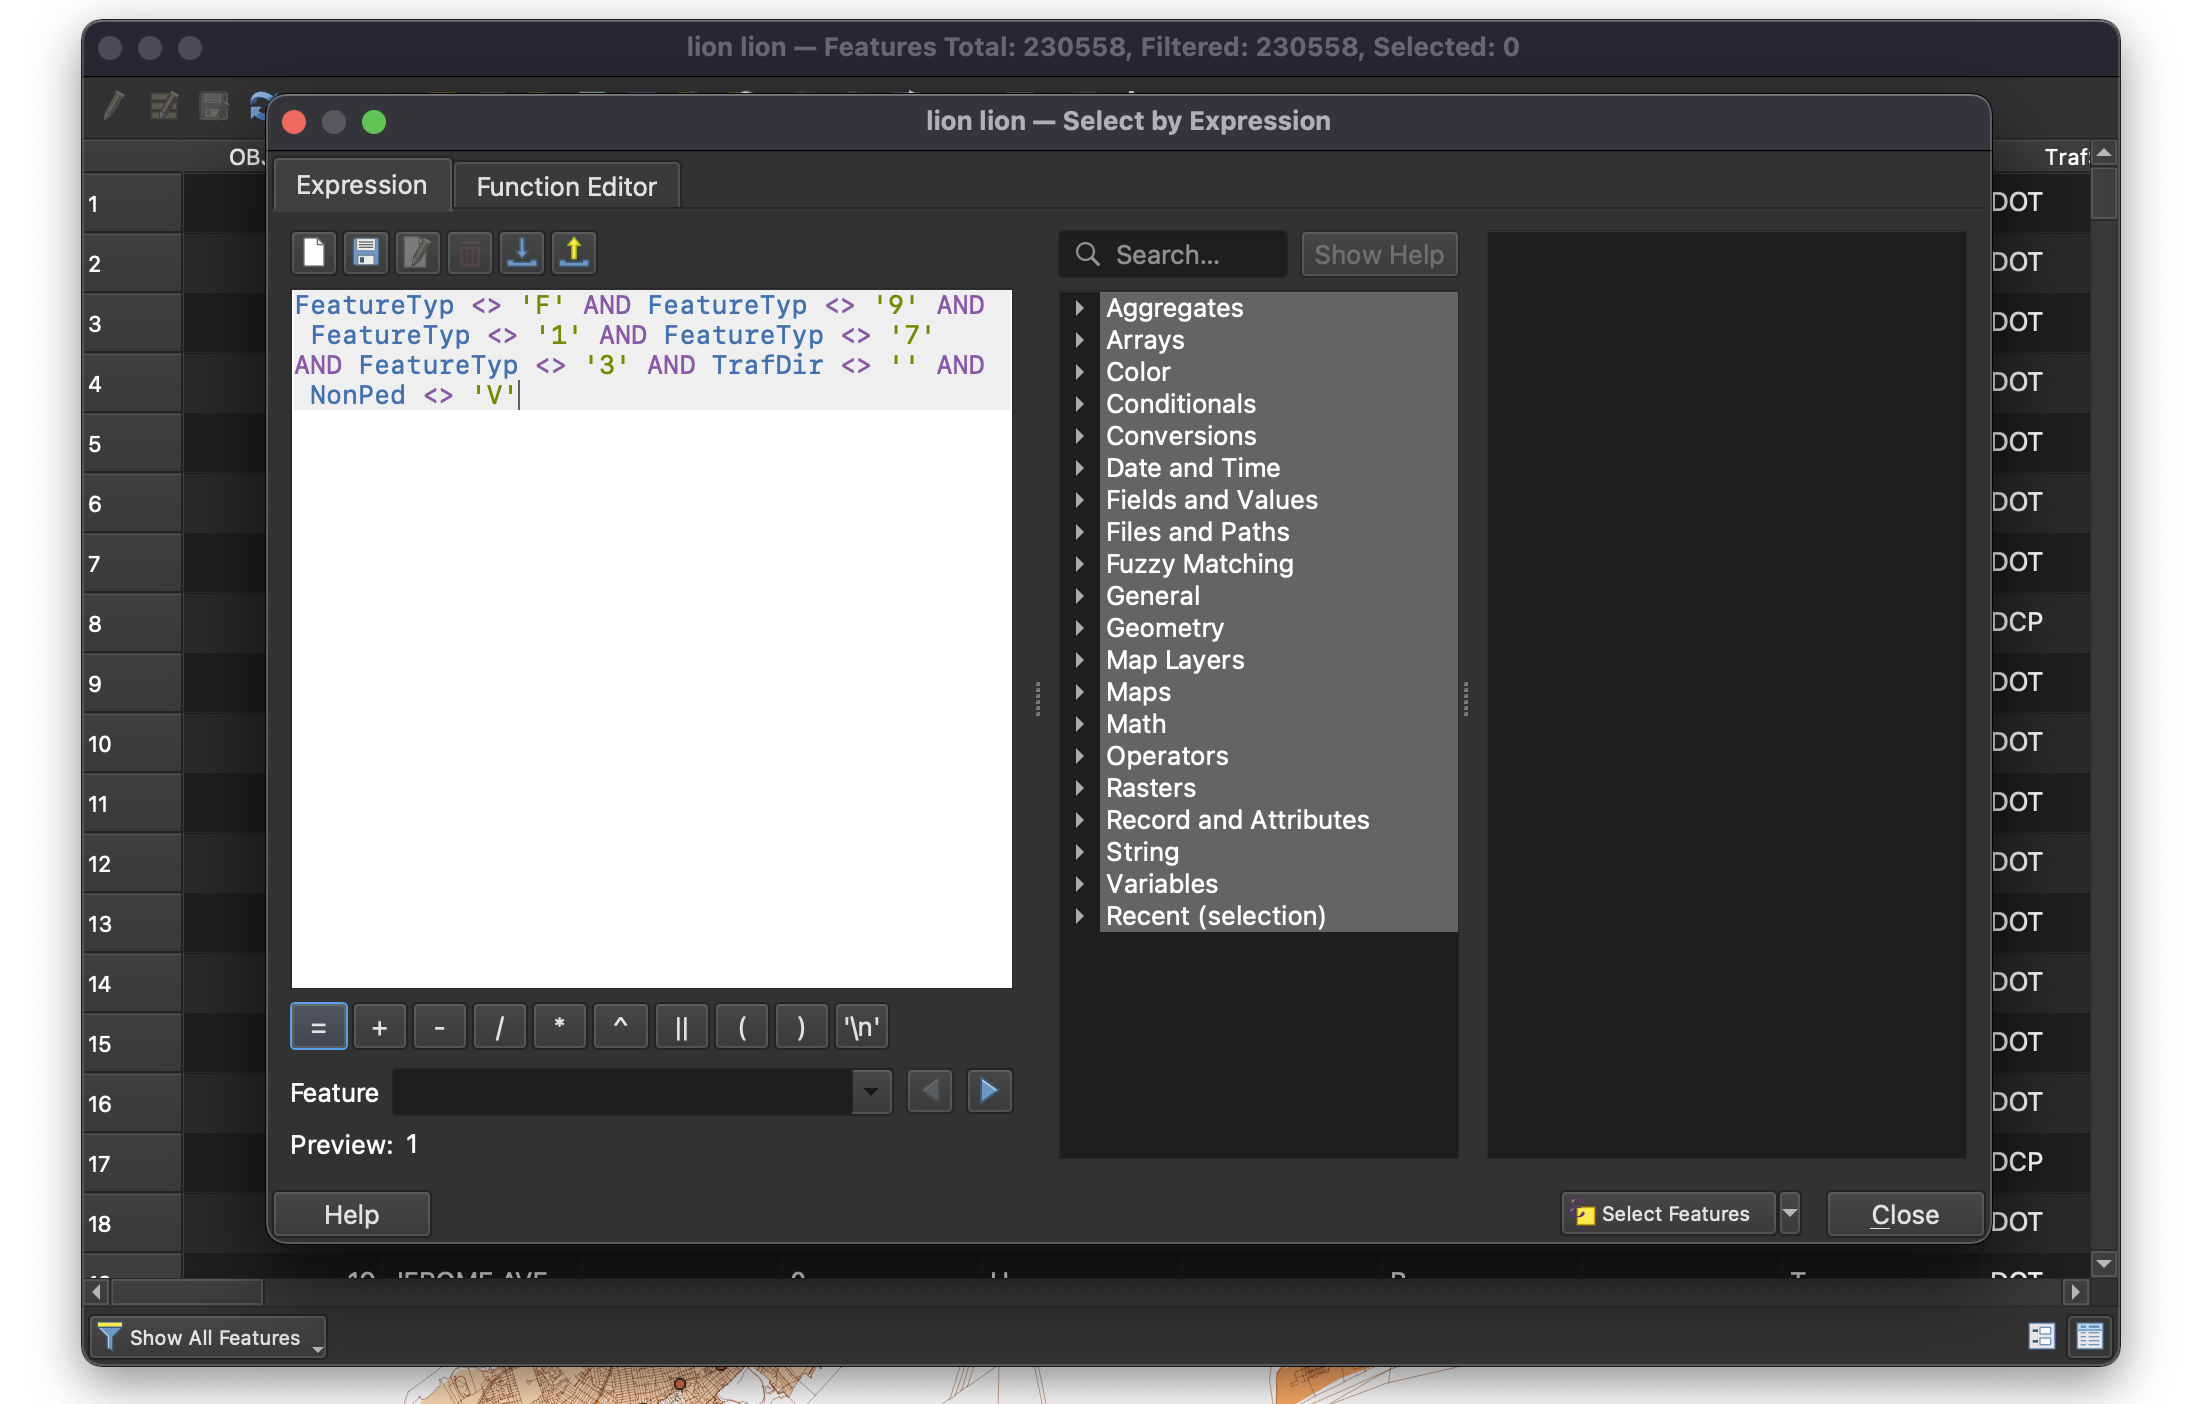 lion lion — Features Total: 230558, Filtered: 230558, Selected: 0
lion lion — Select by Expression
Expression
Function Editor
Search...
Show Help
FeatureTyp <> 'F' AND FeatureTyp <> '9' AND
FeatureTyp <> '1' AND FeatureTyp <> '7'
AND FeatureTyp <> '3' AND TrafDir <> '' AND
NonPed <> 'V'
Aggregates
Arrays
Color
Conditionals
Conversions
Date and Time
Fields and Values
Files and Paths
Fuzzy Matching
General
Geometry
Map Layers
Maps
Math
Operators
Rasters
Record and Attributes
String
Variables
Recent (selection)
= + - / * ^ || ( ) '\n'
Feature
Preview: 1
Help
Select Features
Close
OBJ
Traf
1 DOT
2 DOT
3 DOT
4 DOT
5 DOT
6 DOT
7 DOT
8 DCP
9 DOT
10 DOT
11 DOT
12 DOT
13 DOT
14 DOT
15 DOT
16 DOT
17 DCP
18 DOT
19 JEROME AVE DOT
Show All Features